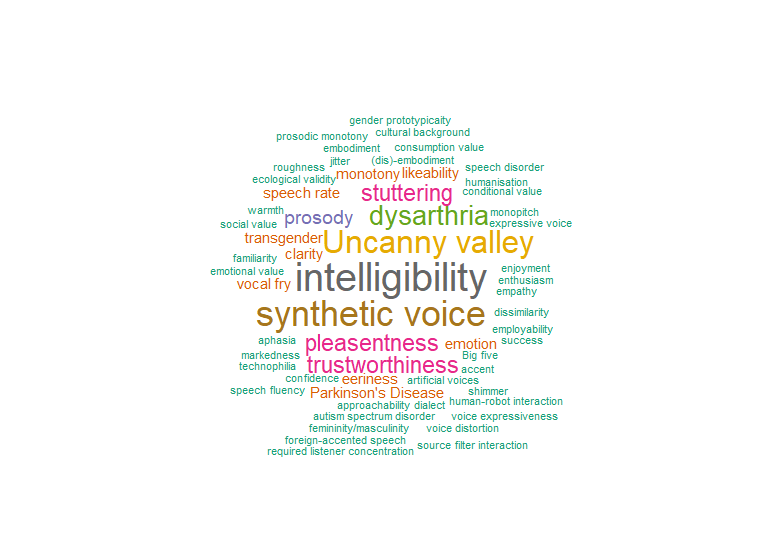 gender prototypicaity
prosodic monotony cultural background
embodiment consumption value
roughness jitter (dis)-embodiment speech disorder
ecological validity monotony likeability humanisation
speech rate stuttering conditional value
warmth prosody dysarthria monopitch
social value expressive voice
transgender Uncanny valley
familiarity clarity
emotional value intelligibility enjoyment
vocal fry enthusiasm
empathy
synthetic voice dissimilarity
employability
aphasia pleasentness emotion success
markedness trustworthiness Big five
technophilia accent
confidence eeriness artificial voices
speech fluency Parkinson's Disease shimmer
approachability dialect human-robot interaction
autism spectrum disorder voice expressiveness
femininity/masculinity voice distortion
foreign-accented speech source filter interaction
required listener concentration